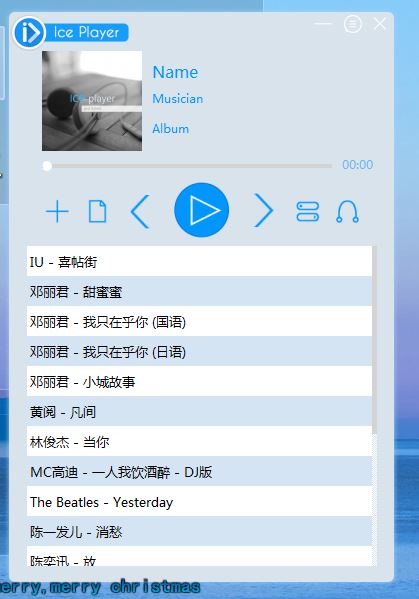 Ice Player
ICE-player
Name
Musician
Album
00:00
IU - 喜帖街
邓丽君 - 甜蜜蜜
邓丽君 - 我只在乎你 (国语)
邓丽君 - 我只在乎你 (日语)
邓丽君 - 小城故事
黄阅 - 凡间
林俊杰 - 当你
MC高迪 - 一人我饮酒醉 - DJ版
The Beatles - Yesterday
陈一发儿 - 消愁
陈奕迅 - 放
erry,merry christmas